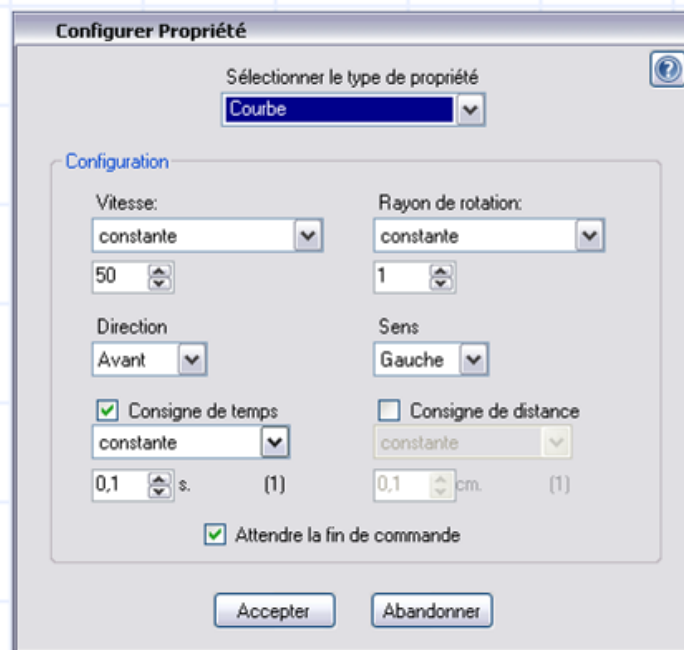 Configurer Propriété
?
Sélectionner le type de propriété
Courbe
Configuration
Vitesse: Rayon de rotation:
constante constante
50 1
Direction Sens
Avant Gauche
Consigne de temps Consigne de distance
constante constante
0,1 s. (1) 0,1 cm. (1)
Attendre la fin de commande
Accepter Abandonner